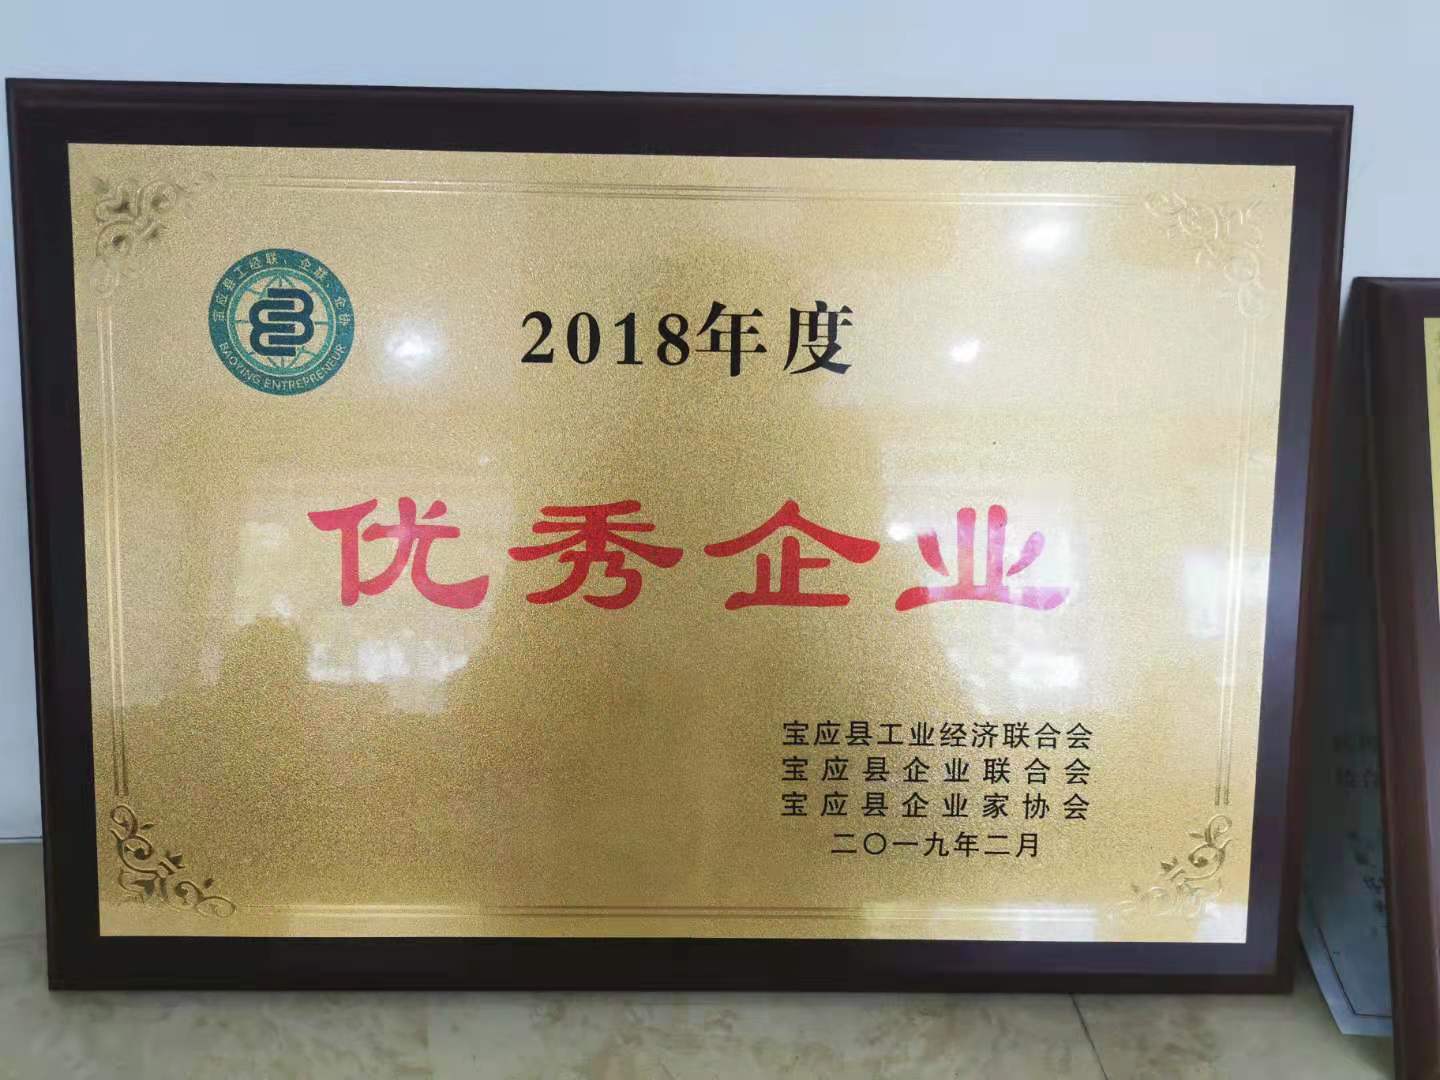 宝应县工经联、企联、企协
BAOYING ENTREPRENEUR
2018年度
优秀企业
宝应县工业经济联合会
宝应县企业联合会
宝应县企业家协会
二〇一九年二月